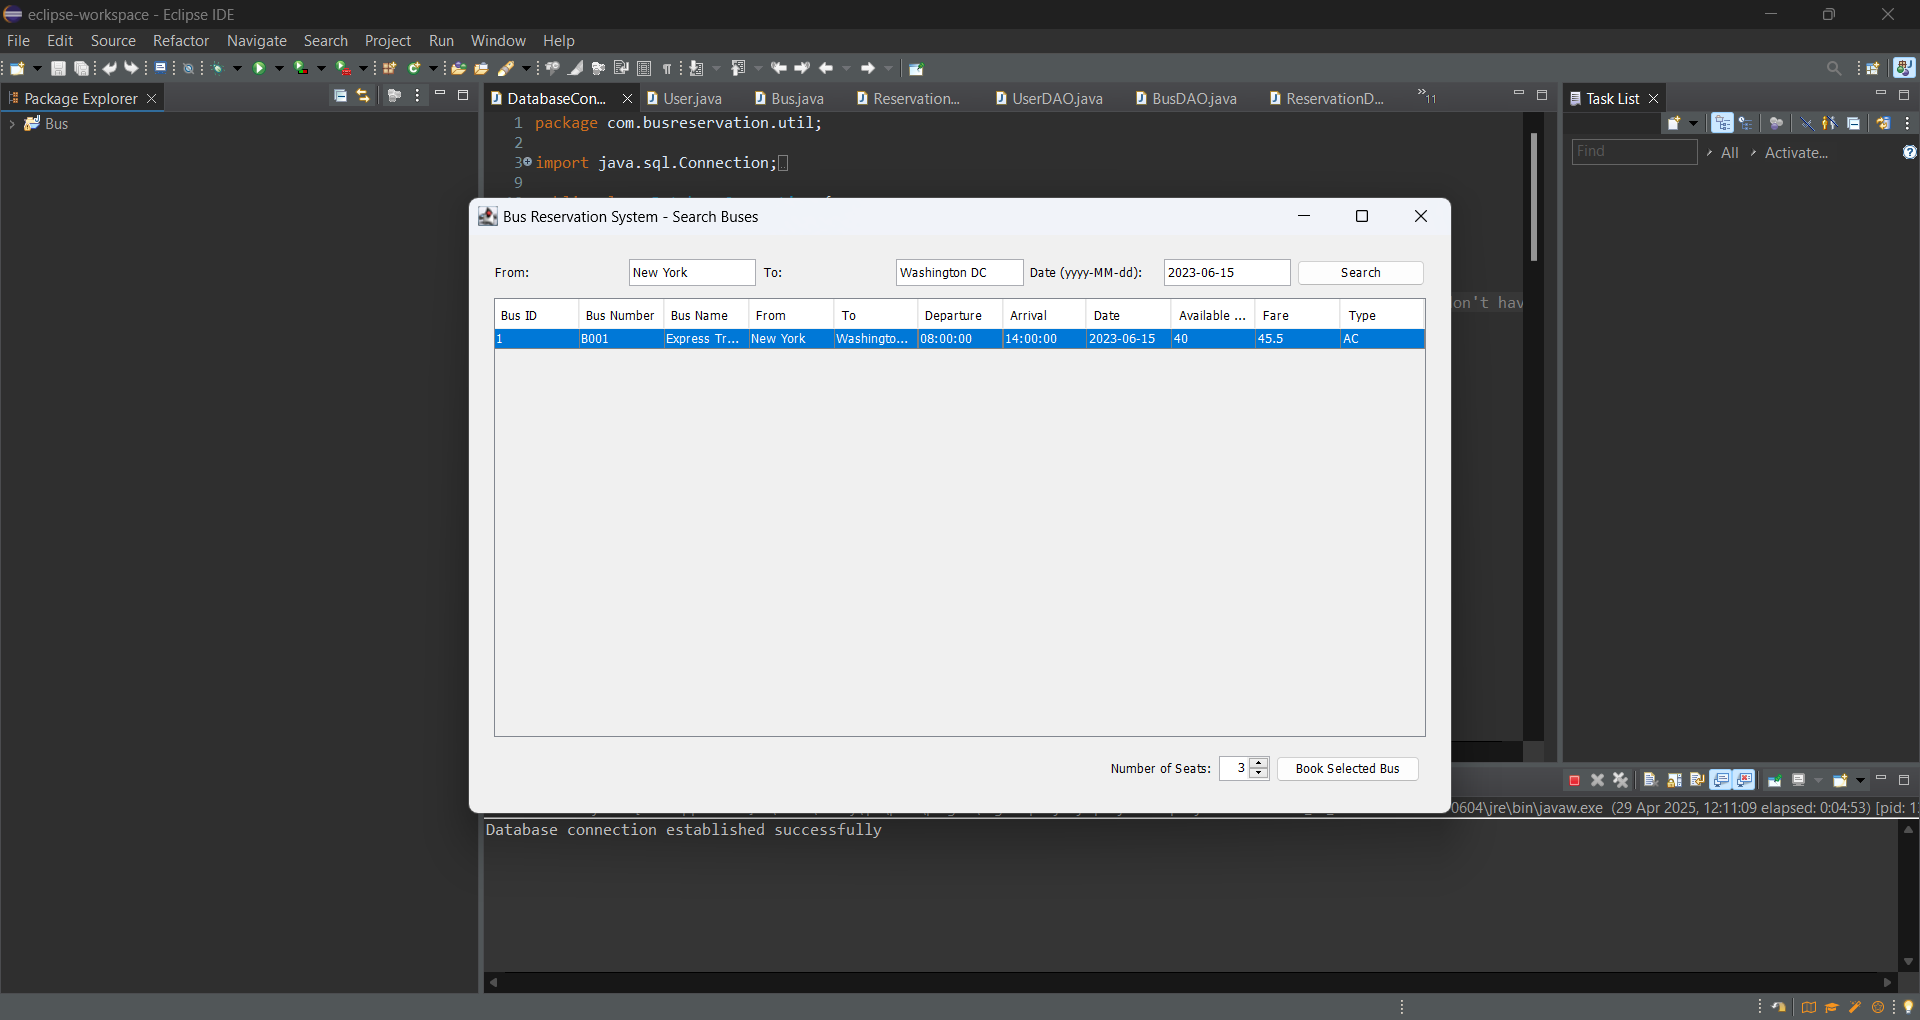 eclipse-workspace - Eclipse IDE
File Edit Source Refactor Navigate Search Project Run Window Help
Package Explorer
Bus
DatabaseCon... User.java Bus.java Reservation... UserDAO.java BusDAO.java ReservationD... »11
1 package com.busreservation.util;
2
3 import java.sql.Connection;
9
on't hav
Task List
Find All Activate...
Bus Reservation System - Search Buses
From: New York To: Washington DC Date (yyyy-MM-dd): 2023-06-15 Search
Bus ID Bus Number Bus Name From To Departure Arrival Date Available ... Fare Type
1 B001 Express Tr... New York Washingto... 08:00:00 14:00:00 2023-06-15 40 45.5 AC
Number of Seats: 3 Book Selected Bus
0604\jre\bin\javaw.exe (29 Apr 2025, 12:11:09 elapsed: 0:04:53) [pid: 1
Database connection established successfully